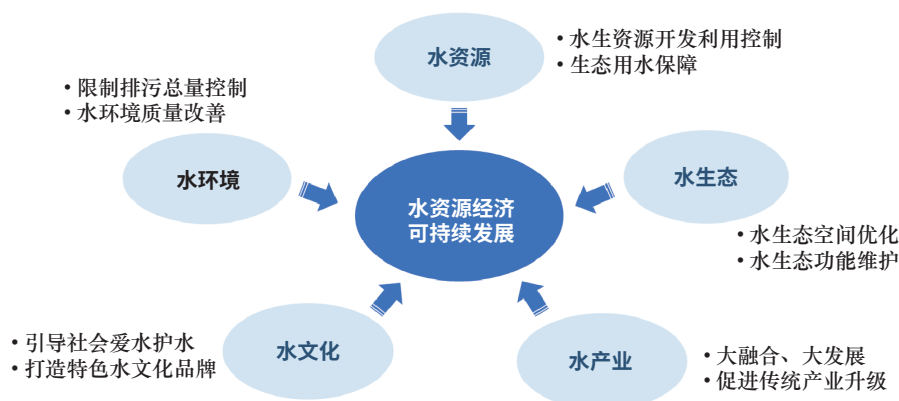 水资源
• 水生资源开发利用控制
• 生态用水保障
• 限制排污总量控制
• 水环境质量改善
水环境
水生态
水资源经济
可持续发展
• 水生态空间优化
• 水生态功能维护
• 引导社会爱水护水
• 打造特色水文化品牌
水文化
水产业
• 大融合、大发展
• 促进传统产业升级